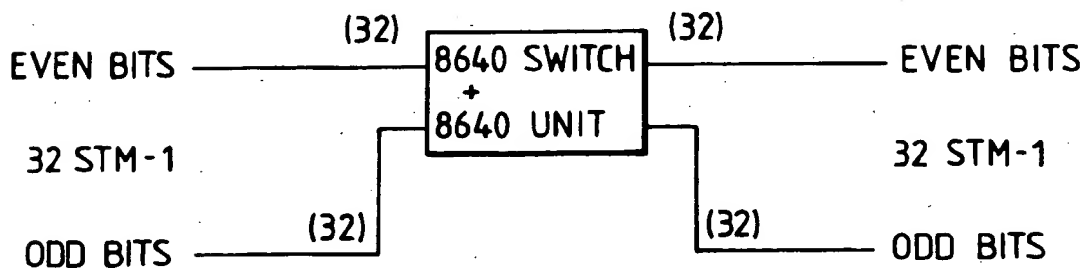 (32)
(32)
EVEN BITS
8640 SWITCH
+
8640 UNIT
EVEN BITS
32 STM-1
32 STM-1
(32)
(32)
ODD BITS
ODD BITS